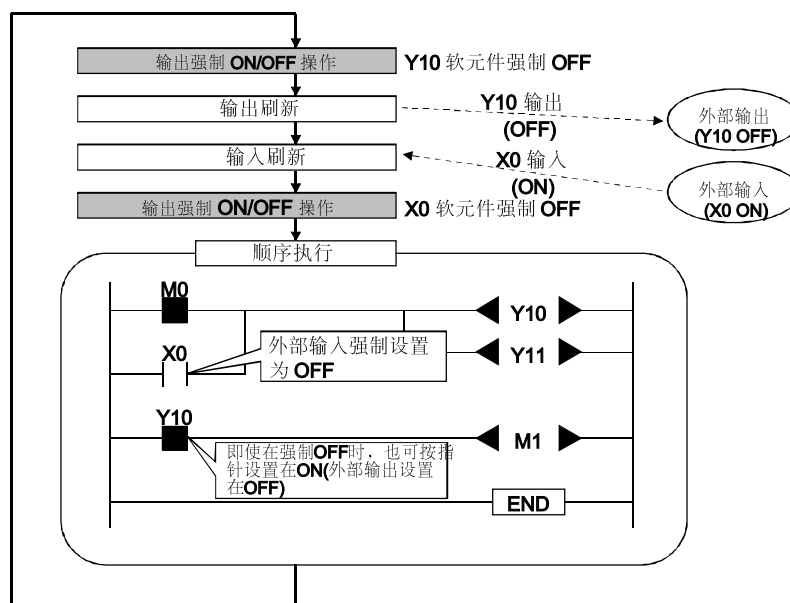 输出强制 ON/OFF 操作
Y10 软元件强制 OFF
输出刷新
Y10 输出
(OFF)
外部输出
(Y10 OFF)
输入刷新
X0 输入
(ON)
外部输入
(X0 ON)
输出强制 ON/OFF 操作
X0 软元件强制 OFF
顺序执行
M0
Y10
X0
外部输入强制设置
为 OFF
Y11
Y10
M1
即使在强制OFF时，也可按指
针设置在ON(外部输出设置
在OFF)
END